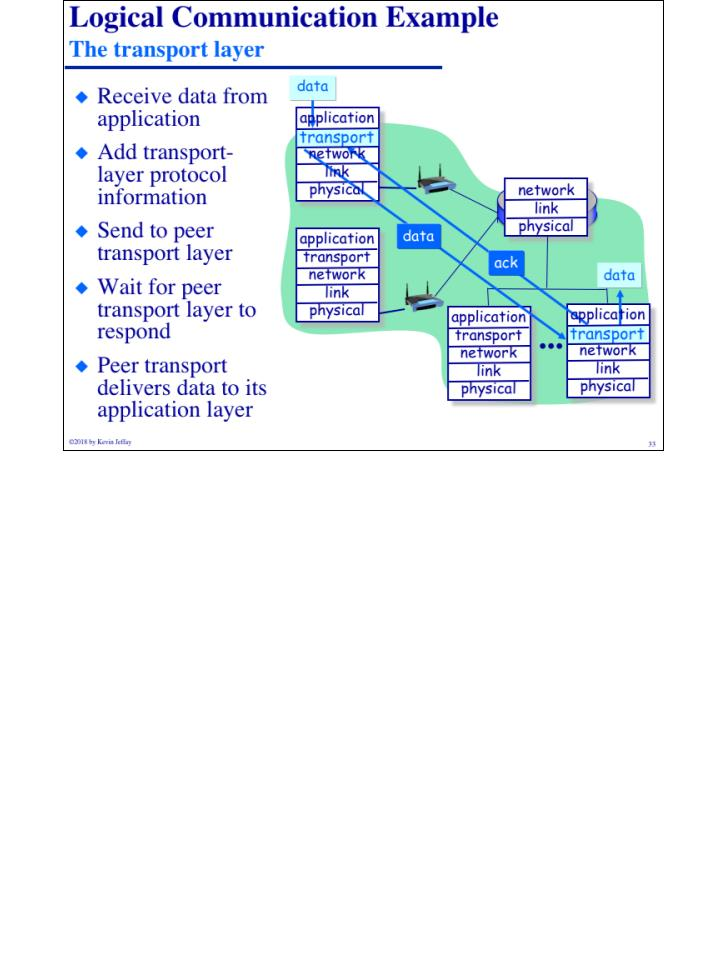 Logical Communication Example
The transport layer
Receive data from
application
Add transport-
layer protocol
information
Send to peer
transport layer
Wait for peer
transport layer to
respond
Peer transport
delivers data to its
application layer
data
application
transport
network
link
physical
application
transport
network
link
physical
data
ack
network
link
physical
data
application
transport
network
link
physical
application
transport
network
link
physical
©2018 by Kevin Jeffay
33